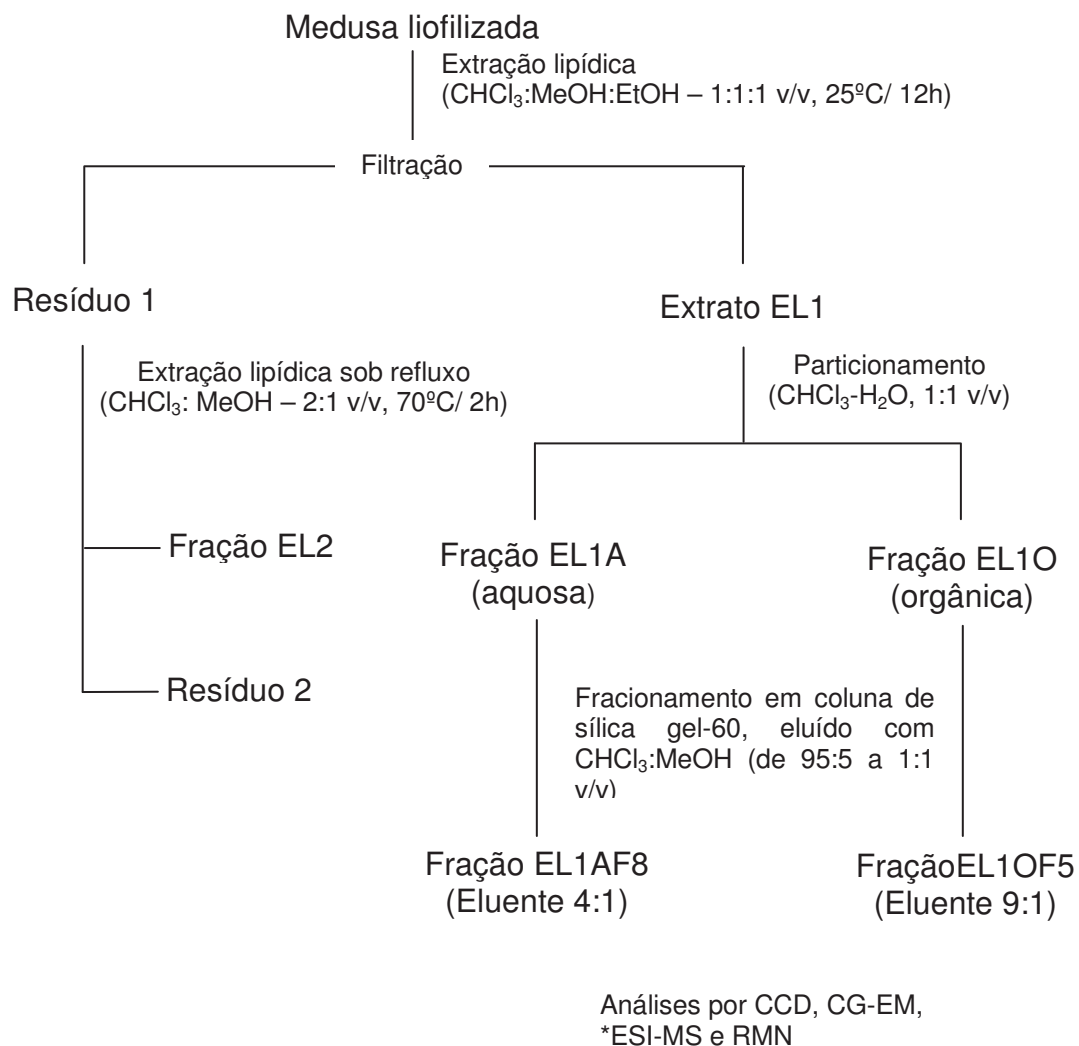 Medusa liofilizada
Extração lipídica
(CHCl₃:MeOH:EtOH – 1:1:1 v/v, 25ºC/ 12h)
Filtração
Resíduo 1
Extrato EL1
Extração lipídica sob refluxo
(CHCl₃: MeOH – 2:1 v/v, 70ºC/ 2h)
Particionamento
(CHCl₃-H₂O, 1:1 v/v)
Fração EL2
Resíduo 2
Fração EL1A
(aquosa)
Fração EL1O
(orgânica)
Fracionamento em coluna de
sílica gel-60, eluído com
CHCl₃:MeOH (de 95:5 a 1:1
v/v)
Fração EL1AF8
(Eluente 4:1)
FraçãoEL1OF5
(Eluente 9:1)
Análises por CCD, CG-EM,
*ESI-MS e RMN